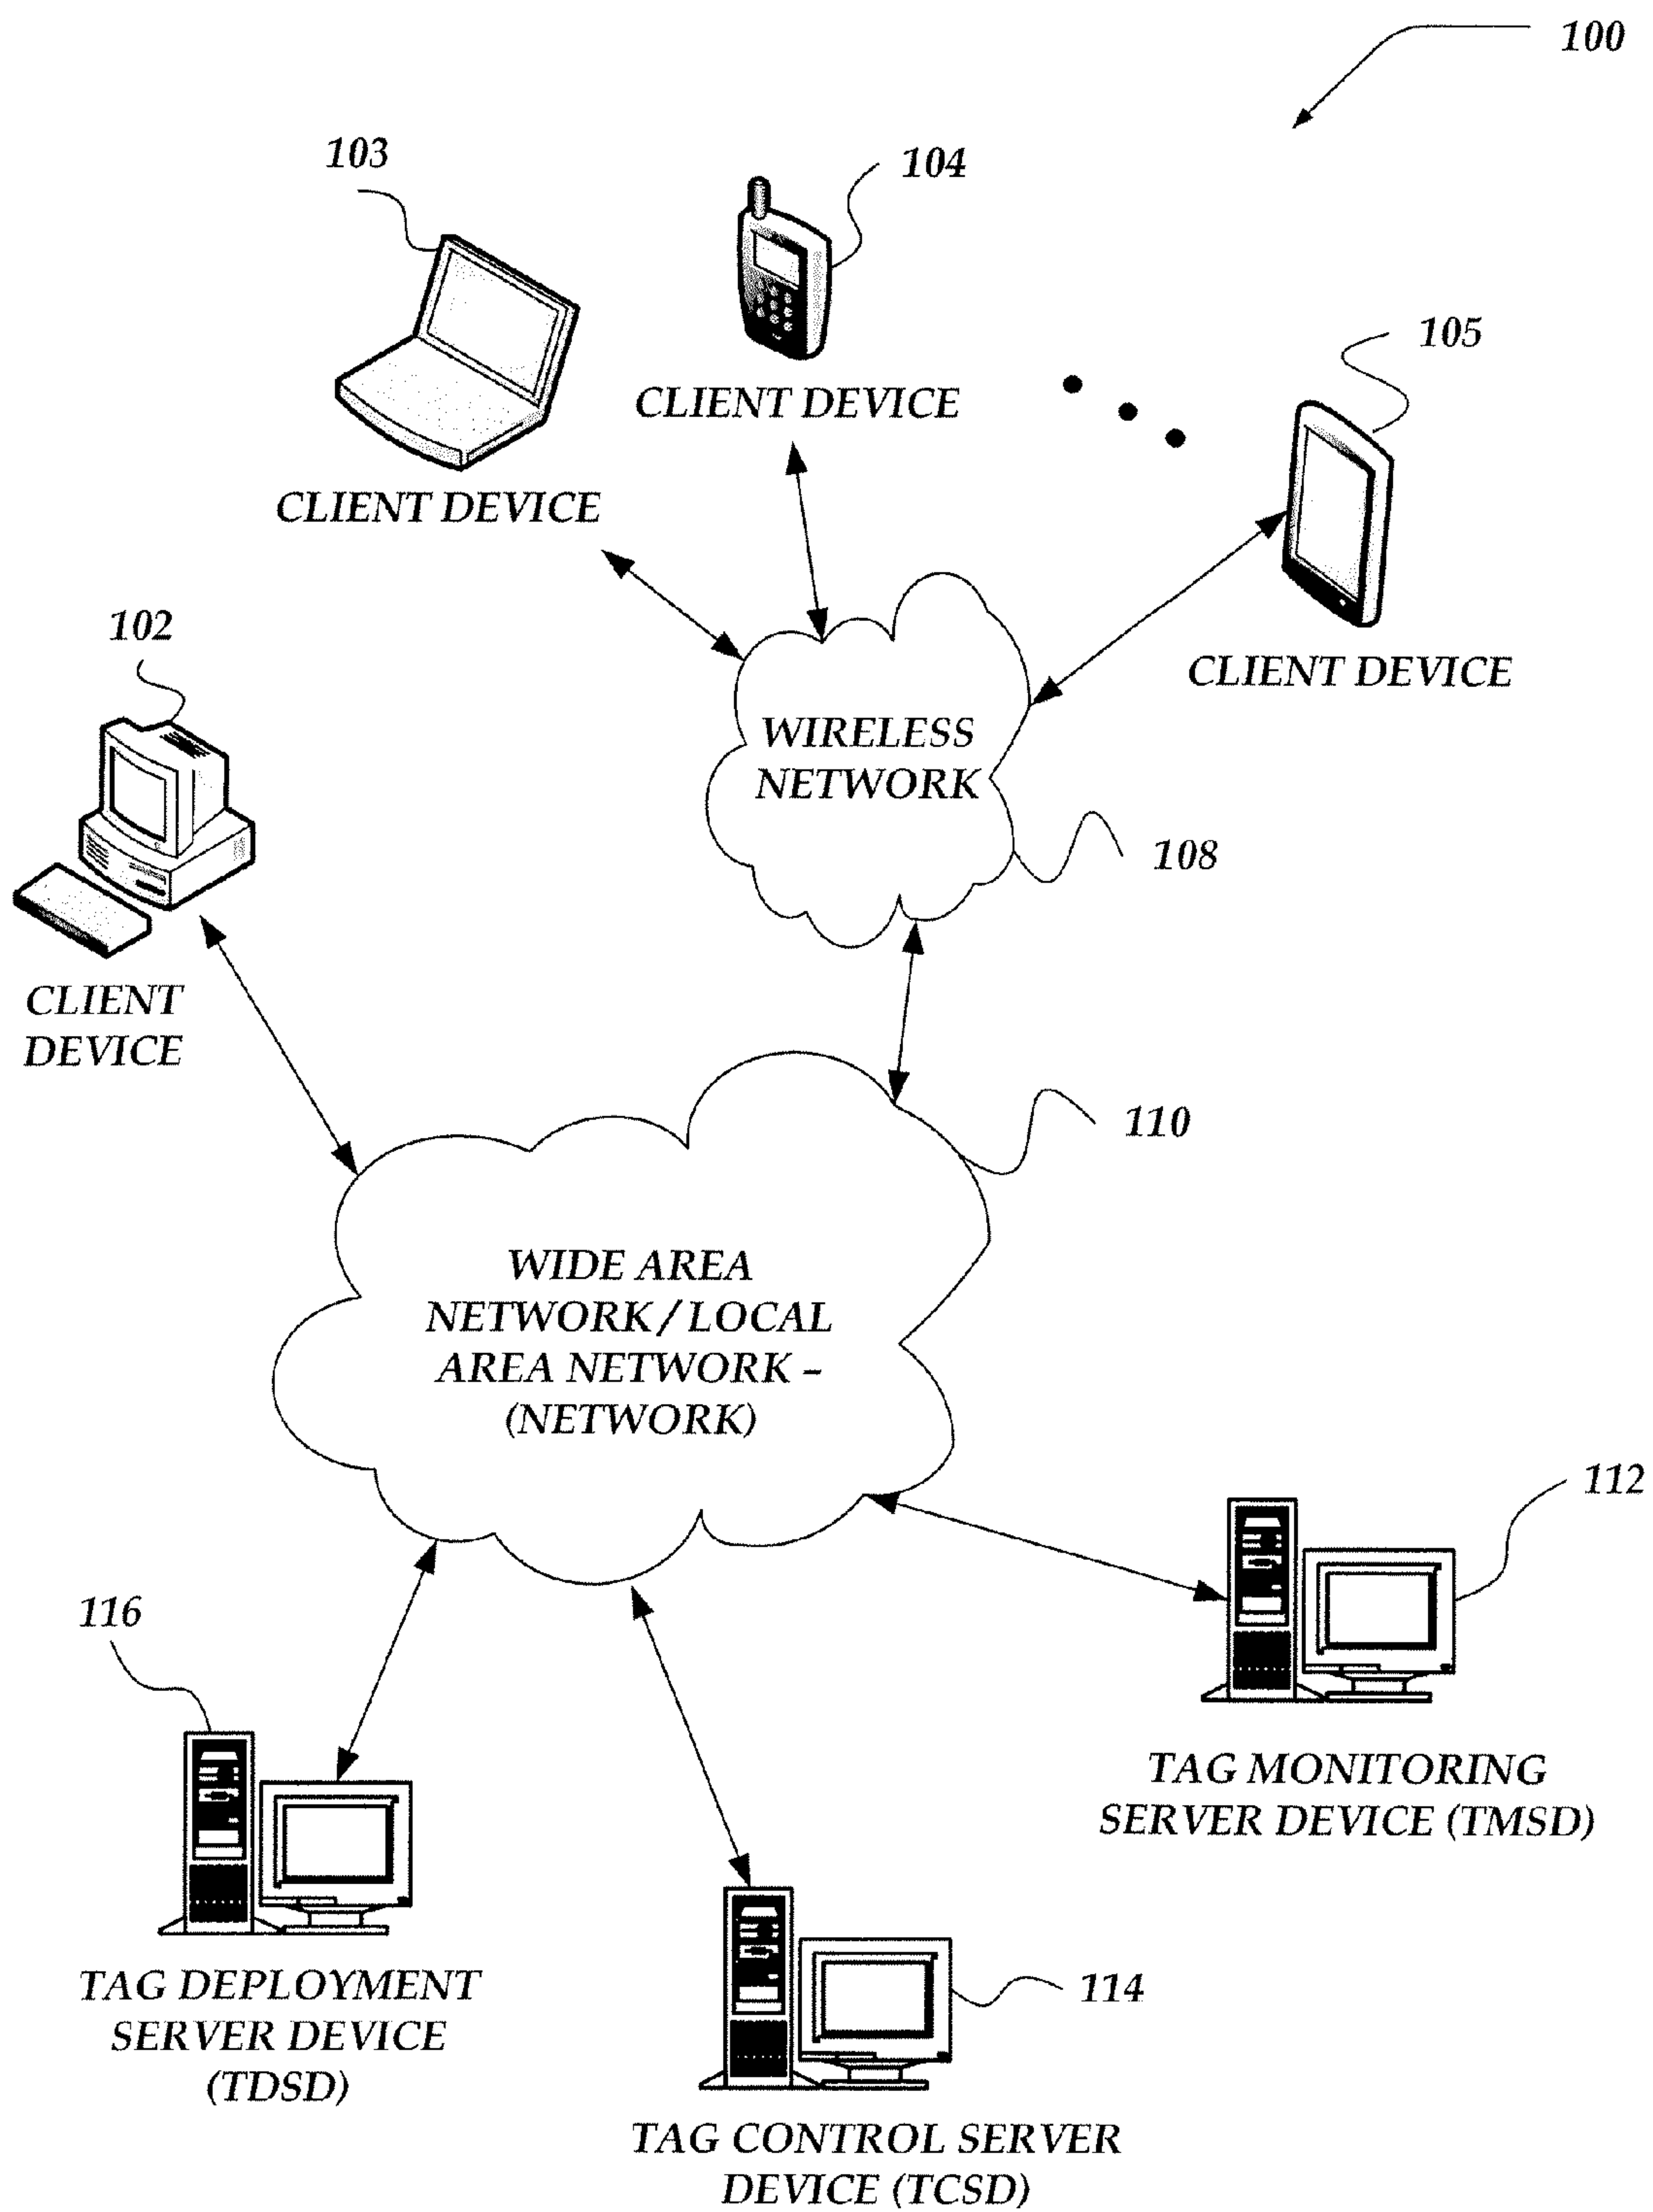 100
103
104
CLIENT DEVICE
105
CLIENT DEVICE
102
CLIENT DEVICE
WIRELESS
NETWORK
108
CLIENT
DEVICE
110
WIDE AREA
NETWORK/LOCAL
AREA NETWORK –
(NETWORK)
112
116
TAG MONITORING
SERVER DEVICE (TMSD)
TAG DEPLOYMENT
SERVER DEVICE
(TDSD)
114
TAG CONTROL SERVER
DEVICE (TCSD)